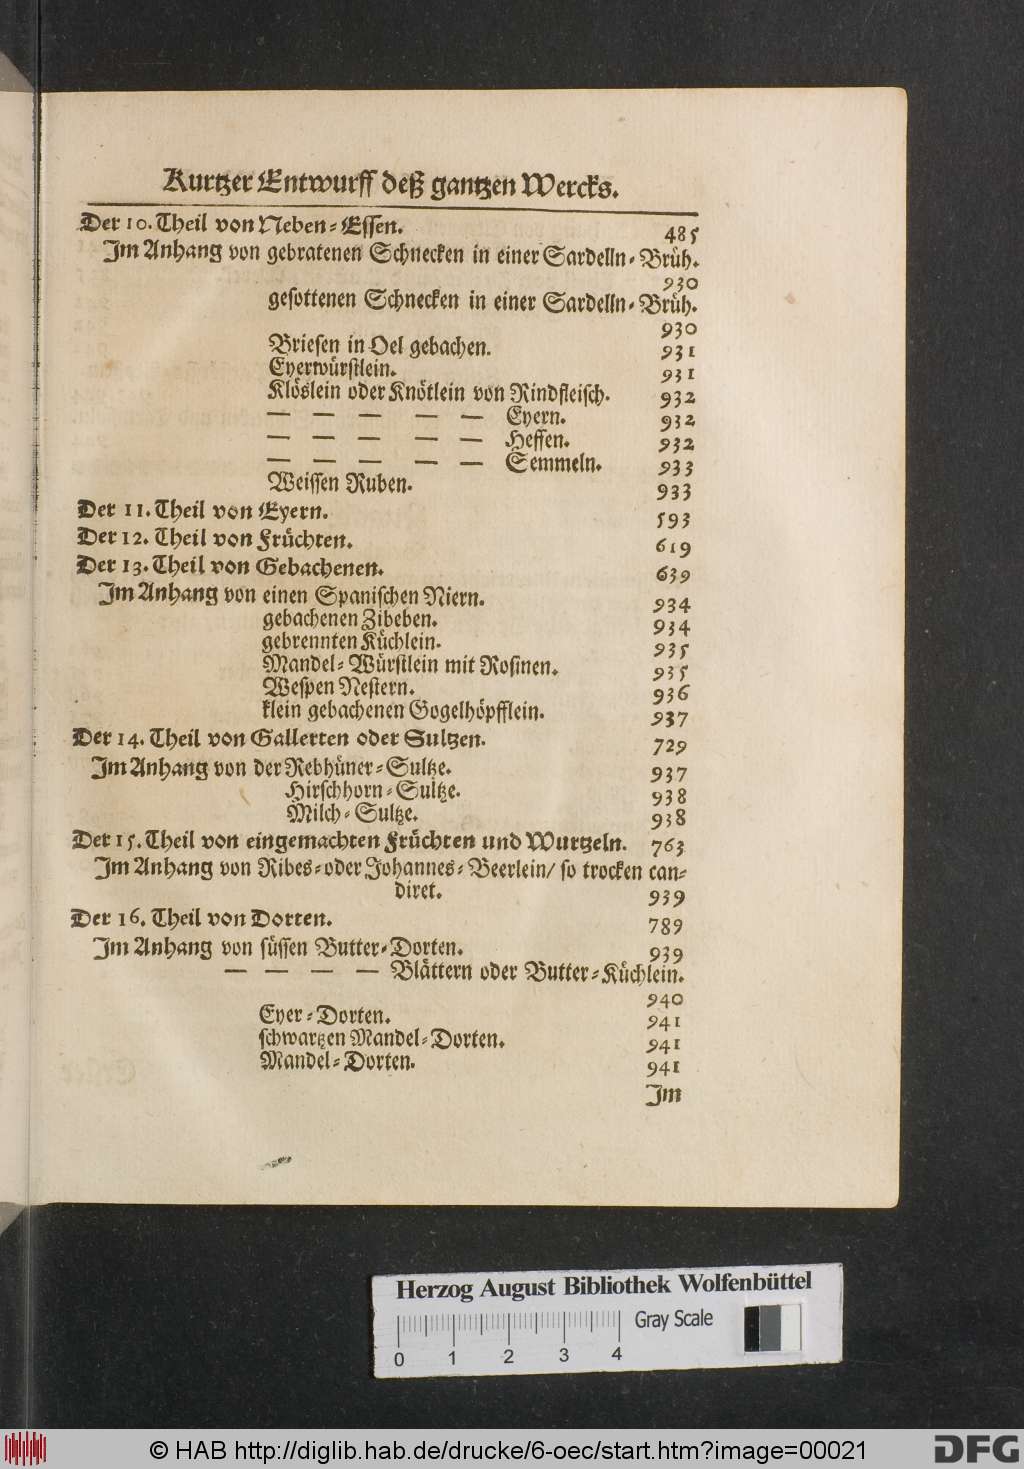 Kurtzer Entwurff deß gantzen Wercks.
Der 10. Theil von Neben-Essen. 485
Im Anhang von gebratenen Schnecken in einer Sardelln-Brüh.
930
gesottenen Schnecken in einer Sardelln-Brüh.
930
Briesen in Oel gebachen. 931
Eyerwürstlein. 931
Klöslein oder Knötlein von Rindfleisch. 932
— — — — — Eyern. 932
— — — — — Heffen. 932
— — — — — Semmeln. 933
Weissen Ruben. 933
Der 11. Theil von Eyern. 593
Der 12. Theil von Früchten. 619
Der 13. Theil von Gebachenen. 639
Im Anhang von einen Spanischen Niern. 934
gebachenen Zibeben. 934
gebrennten Küchlein. 935
Mandel-Würstlein mit Rosinen. 935
Wespen Nestern. 936
klein gebachenen Gogelhöpfflein. 937
Der 14. Theil von Gallerten oder Sultzen. 729
Im Anhang von der Rebhüner-Sultze. 937
Hirschhorn-Sultze. 938
Milch-Sultze. 938
Der 15. Theil von eingemachten Früchten und Wurtzeln. 763
Im Anhang von Ribes-oder Johannes-Beerlein/ so trocken can-
diret. 939
Der 16. Theil von Dorten. 789
Im Anhang von süssen Butter-Dorten. 939
— — — — Blättern oder Butter-Küchlein.
940
Eyer-Dorten. 941
schwartzen Mandel-Dorten. 941
Mandel-Dorten. 941
Im
Herzog August Bibliothek Wolfenbüttel
Gray Scale
0 1 2 3 4
© HAB http://diglib.hab.de/drucke/6-oec/start.htm?image=00021
DFG